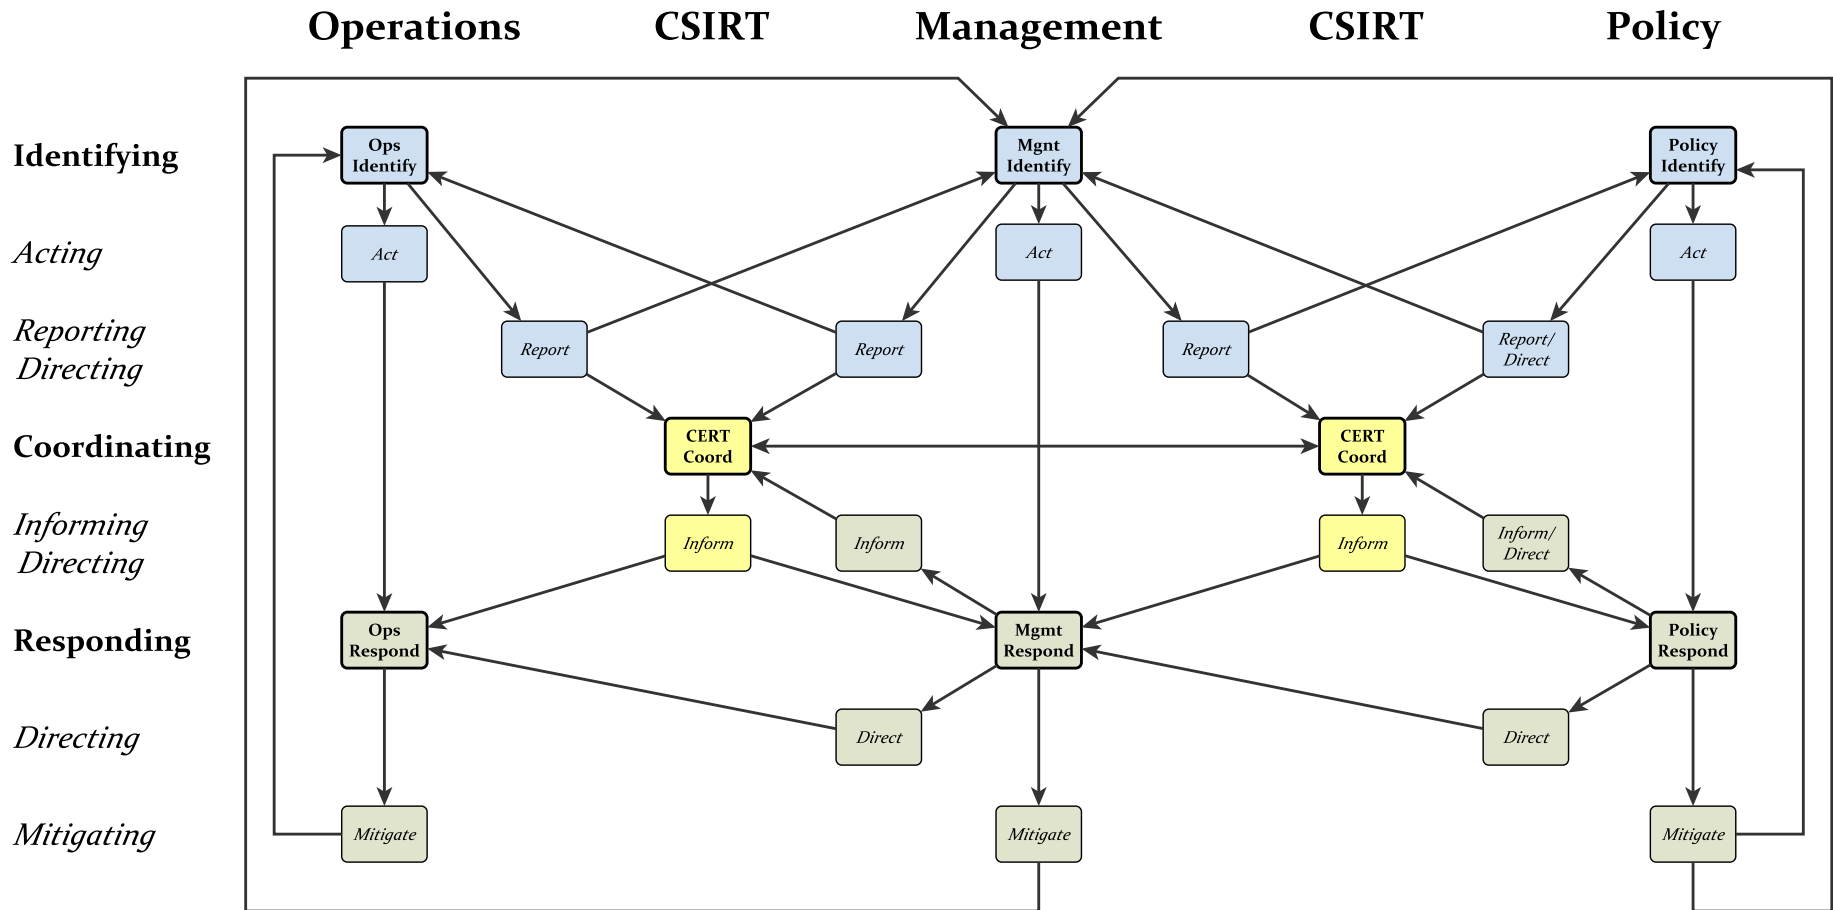 Operations CSIRT Management CSIRT Policy
Identifying
Ops
Identify
Mgnt
Identify
Policy
Identify
Acting
Act
Act
Act
Reporting
Directing
Report
Report
Report
Report/
Direct
Coordinating
CERT
Coord
CERT
Coord
Informing
Directing
Inform
Inform
Inform
Inform/
Direct
Responding
Ops
Respond
Mgmt
Respond
Policy
Respond
Directing
Direct
Direct
Mitigating
Mitigate
Mitigate
Mitigate